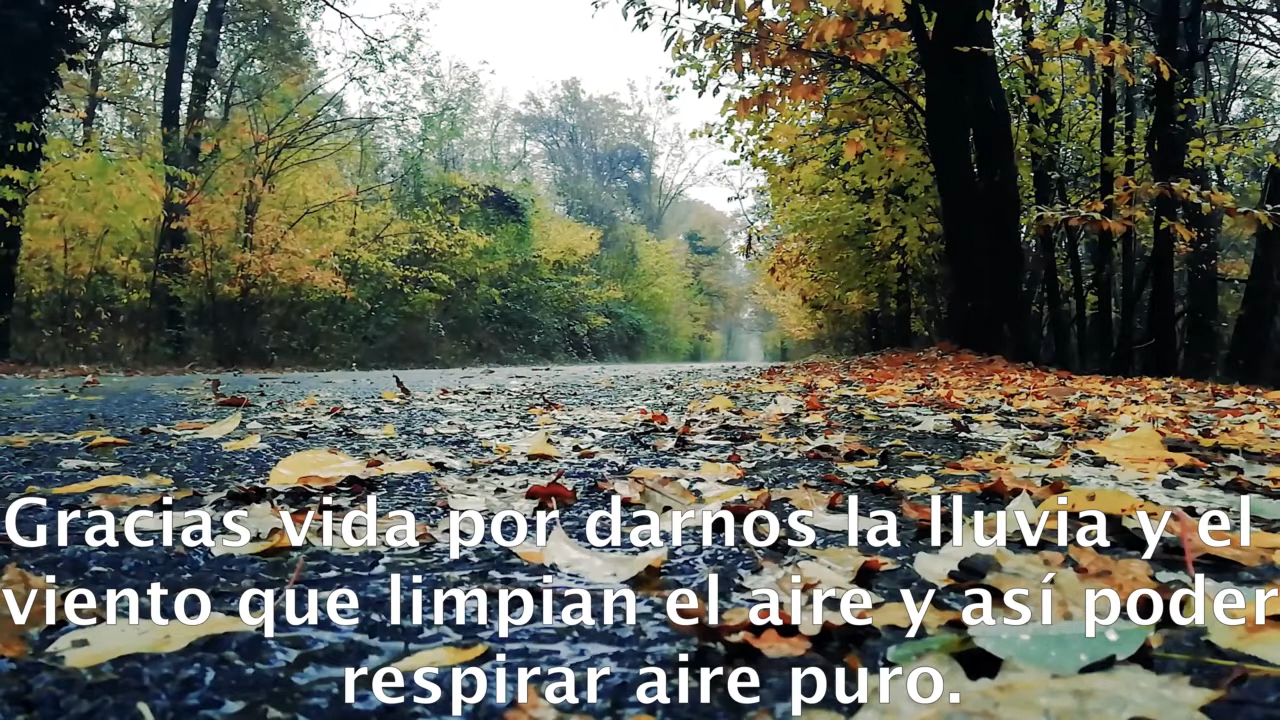 Gracias vida por darnos la lluvia y el
viento que limpian el aire y así poder
respirar aire puro.